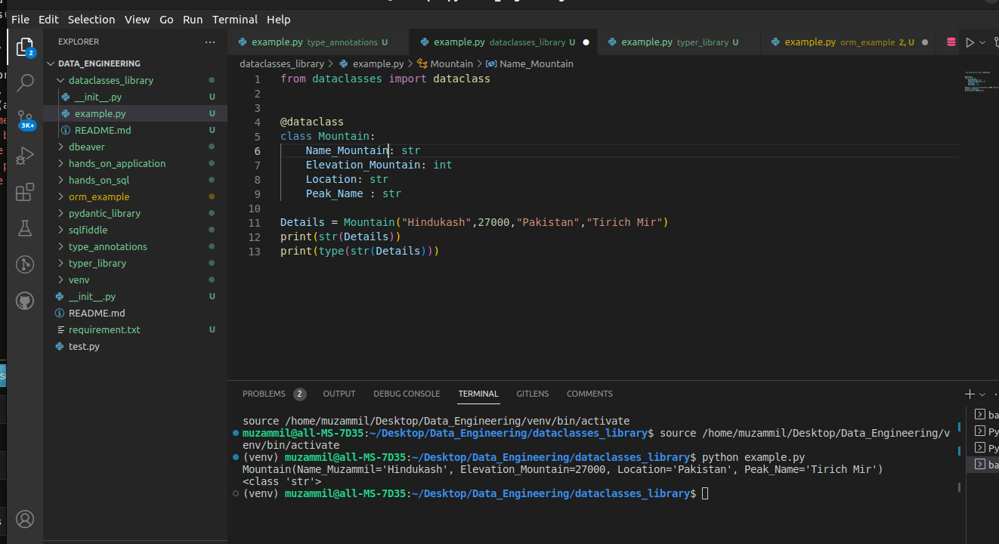 File Edit Selection View Go Run Terminal Help
EXPLORER ...
example.py type_annotations U example.py dataclasses_library U example.py typer_library U example.py orm_example 2, U
dataclasses_library > example.py > Mountain > Name_Mountain
DATA_ENGINEERING
dataclasses_library
__init__.py U
example.py U
README.md U
dbeaver
hands_on_application
hands_on_sql
orm_example
pydantic_library
sqlfiddle
type_annotations
typer_library
venv
__init__.py U
README.md
requirement.txt U
test.py
2
3K+
1 from dataclasses import dataclass
2
3
4 @dataclass
5 class Mountain:
6     Name_Mountain: str
7     Elevation_Mountain: int
8     Location: str
9     Peak_Name : str
10
11 Details = Mountain("Hindukash",27000,"Pakistan","Tirich Mir")
12 print(str(Details))
13 print(type(str(Details)))
PROBLEMS 2 OUTPUT DEBUG CONSOLE TERMINAL GITLENS COMMENTS
source /home/muzammil/Desktop/Data_Engineering/venv/bin/activate
muzammil@all-MS-7D35:~/Desktop/Data_Engineering/dataclasses_library$ source /home/muzammil/Desktop/Data_Engineering/v
env/bin/activate
(venv) muzammil@all-MS-7D35:~/Desktop/Data_Engineering/dataclasses_library$ python example.py
Mountain(Name_Muzammil='Hindukash', Elevation_Mountain=27000, Location='Pakistan', Peak_Name='Tirich Mir')
<class 'str'>
(venv) muzammil@all-MS-7D35:~/Desktop/Data_Engineering/dataclasses_library$
ba
Py
Py
ba